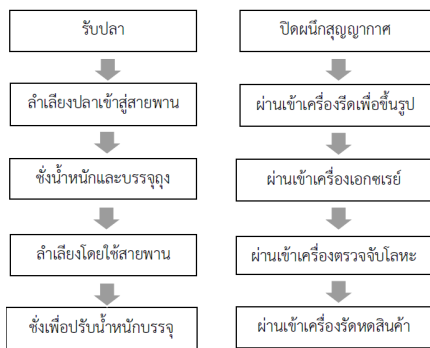 รับปลา
ลำเลียงปลาเข้าสู่สายพาน
ชั่งน้ำหนักและบรรจุถุง
ลำเลียงโดยใช้สายพาน
ชั่งเพื่อปรับน้ำหนักบรรจุ
ปิดผนึกสุญญากาศ
ผ่านเข้าเครื่องรีดเพื่อขึ้นรูป
ผ่านเข้าเครื่องเอกซเรย์
ผ่านเข้าเครื่องตรวจจับโลหะ
ผ่านเข้าเครื่องรัดหดสินค้า